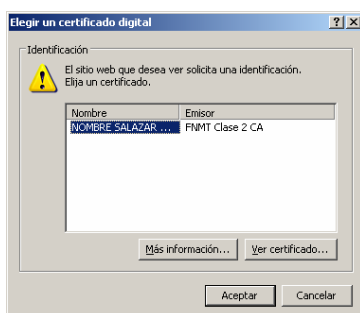 Elegir un certificado digital
Identificación
El sitio web que desea ver solicita una identificación.
Elija un certificado.
Nombre Emisor
NOMBRE SALAZAR ... FNMT Clase 2 CA
Más información... Ver certificado...
Aceptar Cancelar